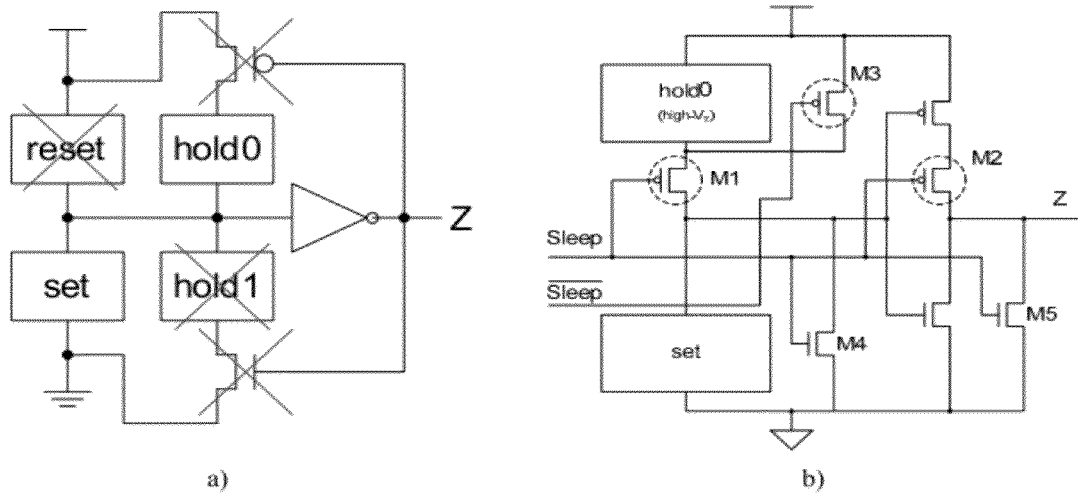 reset
hold0
set
hold1
Z
a)
hold0
(high-VT)
M3
M1
M2
Z
Sleep
Sleep
set
M4
M5
b)